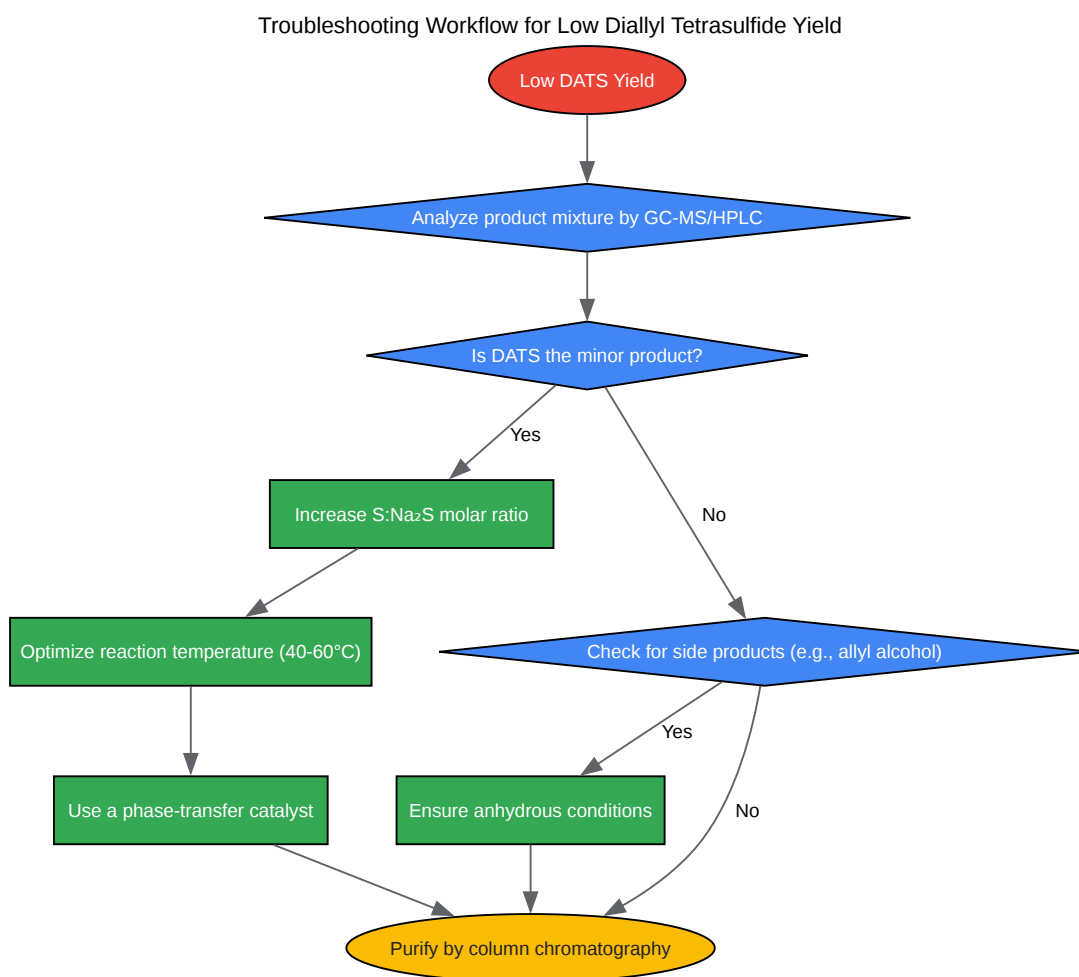 Troubleshooting Workflow for Low Diallyl Tetrasulfide Yield
Low DATS Yield
Analyze product mixture by GC-MS/HPLC
Is DATS the minor product?
Yes
Increase S:Na₂S molar ratio
No
Optimize reaction temperature (40-60°C)
Check for side products (e.g., allyl alcohol)
Yes
Use a phase-transfer catalyst
Ensure anhydrous conditions
No
Purify by column chromatography